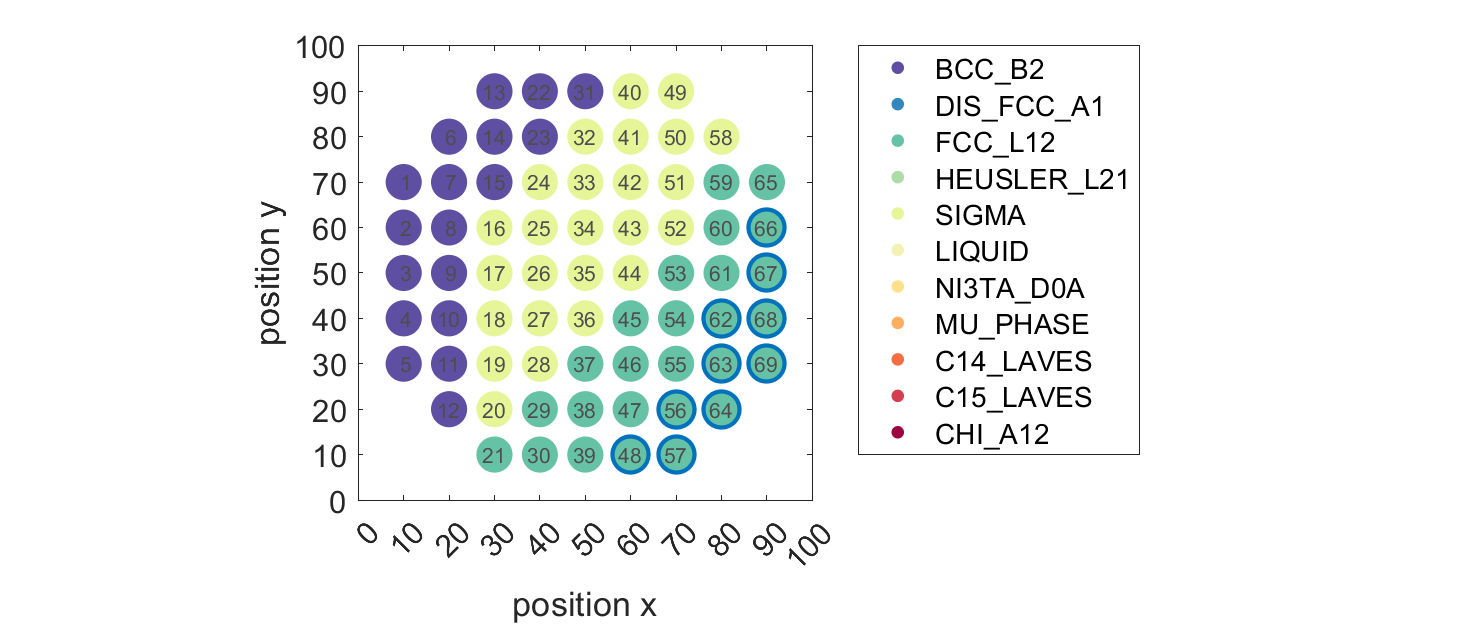 100
90
80
70
60
50
40
30
20
10
0
13 22 31 40 49
6 14 23 32 41 50 58
1 7 15 24 33 42 51 59 65
2 8 16 25 34 43 52 60 66
3 9 17 26 35 44 53 61 67
4 10 18 27 36 45 54 62 68
5 11 19 28 37 46 55 63 69
12 20 29 38 47 56 64
21 30 39 48 57
0 10 20 30 40 50 60 70 80 90 100
position x
position y
BCC_B2
DIS_FCC_A1
FCC_L12
HEUSLER_L21
SIGMA
LIQUID
NI3TA_D0A
MU_PHASE
C14_LAVES
C15_LAVES
CHI_A12